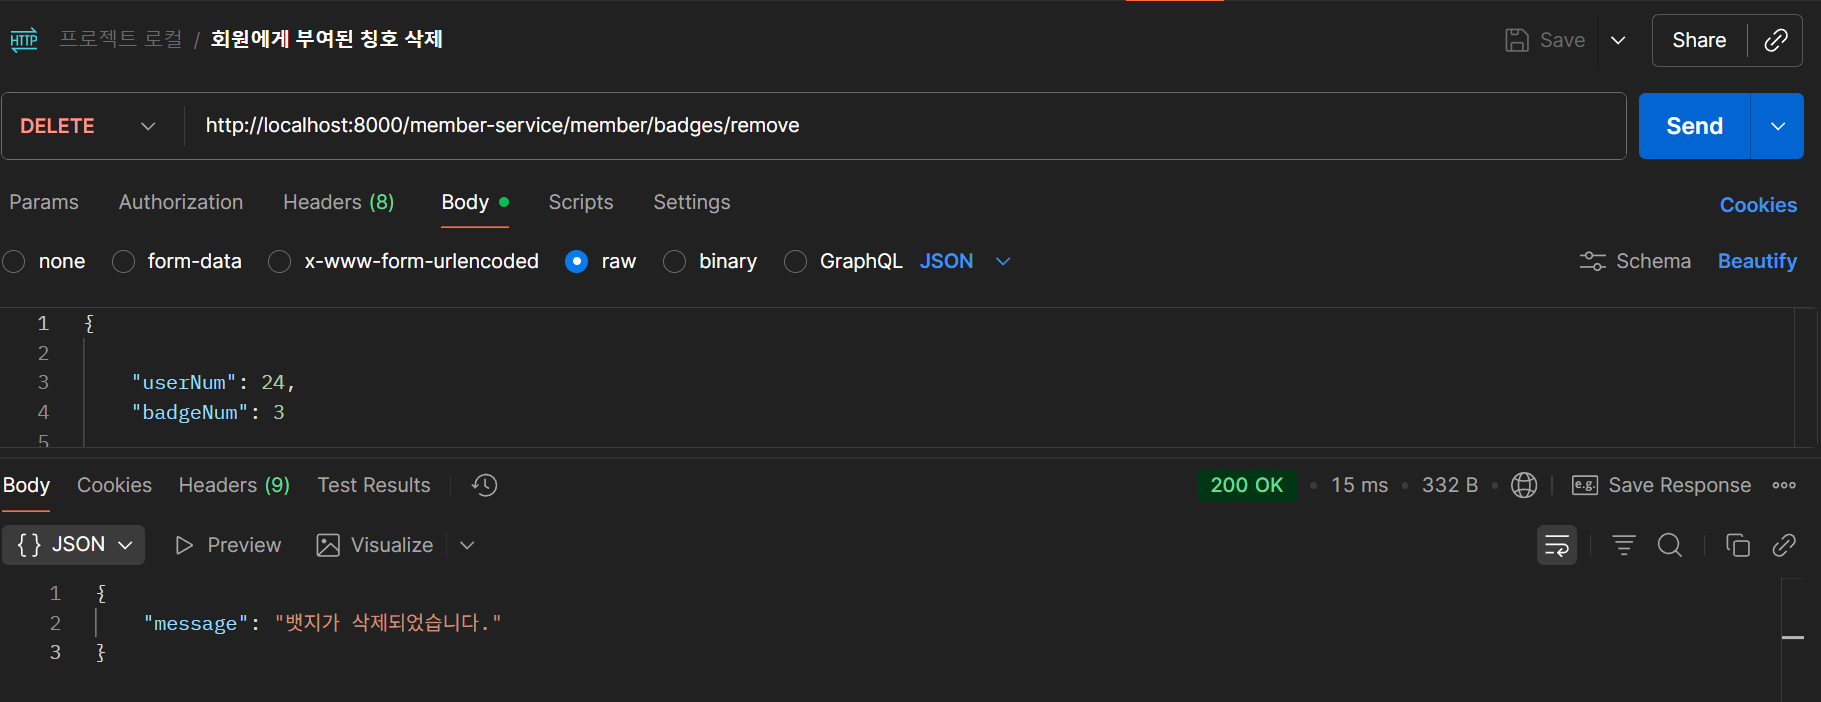 HTTP 프로젝트 로컬 / 회원에게 부여된 칭호 삭제 Save Share
DELETE http://localhost:8000/member-service/member/badges/remove Send
Params Authorization Headers (8) Body Scripts Settings Cookies
none form-data x-www-form-urlencoded raw binary GraphQL JSON Schema Beautify
1 {
2
3 "userNum": 24,
4 "badgeNum": 3
5
Body Cookies Headers (9) Test Results 200 OK • 15 ms • 332 B • e.g. Save Response
{} JSON Preview Visualize
1 {
2 "message": "뱃지가 삭제되었습니다."
3 }